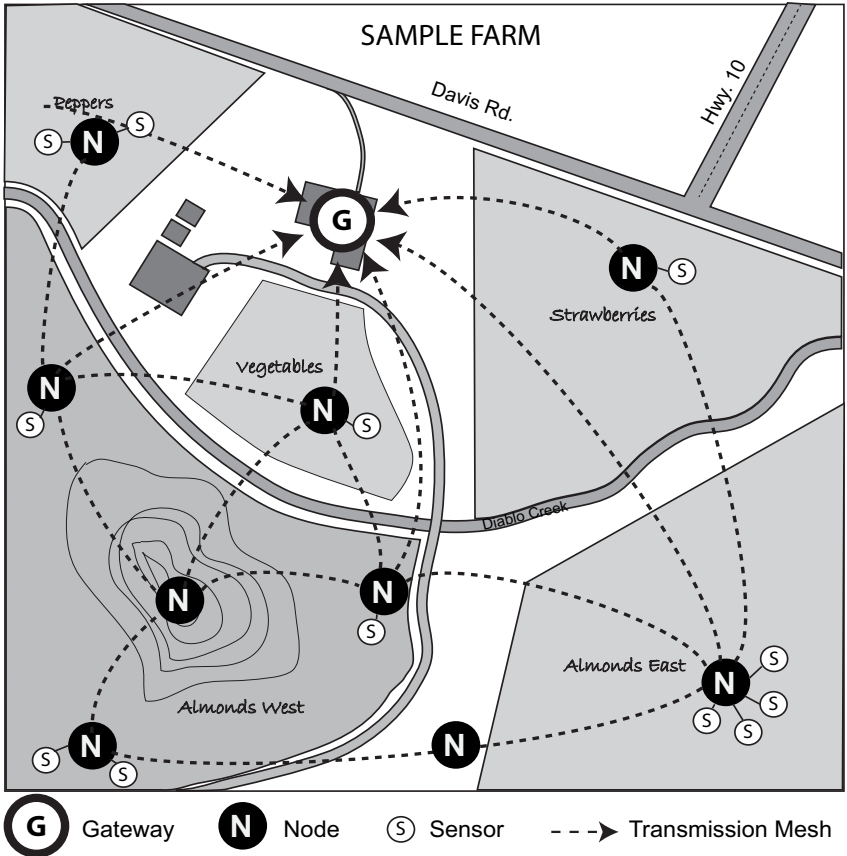 SAMPLE FARM
Davis Rd.
Hwy. 10
Peppers
S
S
N
G
N
S
Strawberries
Vegetables
N
S
N
S
Diablo Creek
N
N
S
Almonds East
N
S
S
S
S
Almonds West
N
S
S
N
G Gateway N Node S Sensor Transmission Mesh